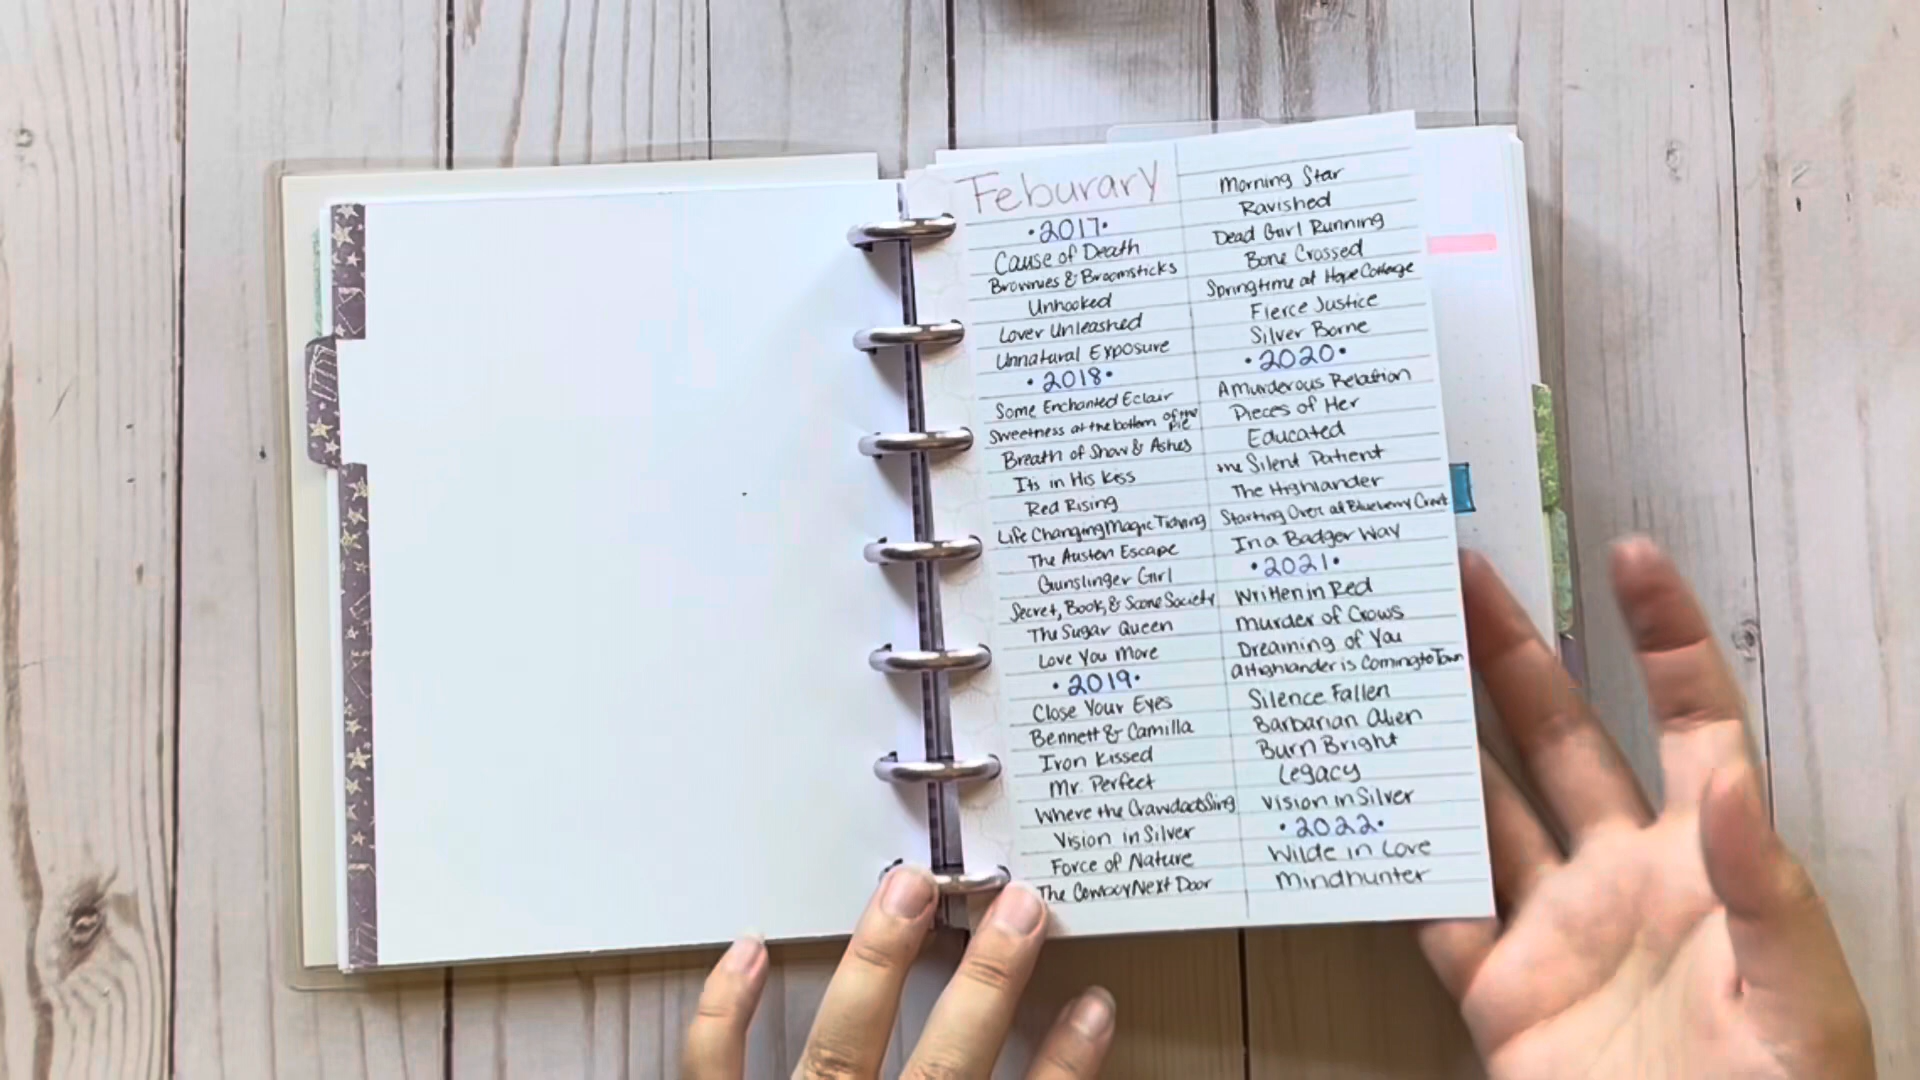 Feburary
•2017•
Cause of Death
Brownies & Broomsticks
Unhooked
Lover Unleashed
Unnatural Exposure
•2018•
Some Enchanted Eclair
Sweetness at the bottom of the Pie
Breath of Snow & Ashes
Its in His Kiss
Red Rising
Life Changing Magic Tidying
The Austen Escape
Gunslinger Girl
Secret, Book, & Scone Society
The Sugar Queen
Love You More
•2019•
Close Your Eyes
Bennett & Camilla
Iron Kissed
Mr. Perfect
Where the Crawdads Sing
Vision in Silver
Force of Nature
The Cowboy Next Door
Morning Star
Ravished
Dead Girl Running
Bone Crossed
Springtime at Hope Cottage
Fierce Justice
Silver Borne
•2020•
A Murderous Relation
Pieces of Her
Educated
The Silent Patient
The Highlander
Starting Over at Blueberry Creek
In a Badger Way
•2021•
Written in Red
Murder of Crows
Dreaming of You
A Highlander is Coming to Town
Silence Fallen
Barbarian Alien
Burn Bright
Legacy
Vision in Silver
•2022•
Wilde in Love
Mindhunter